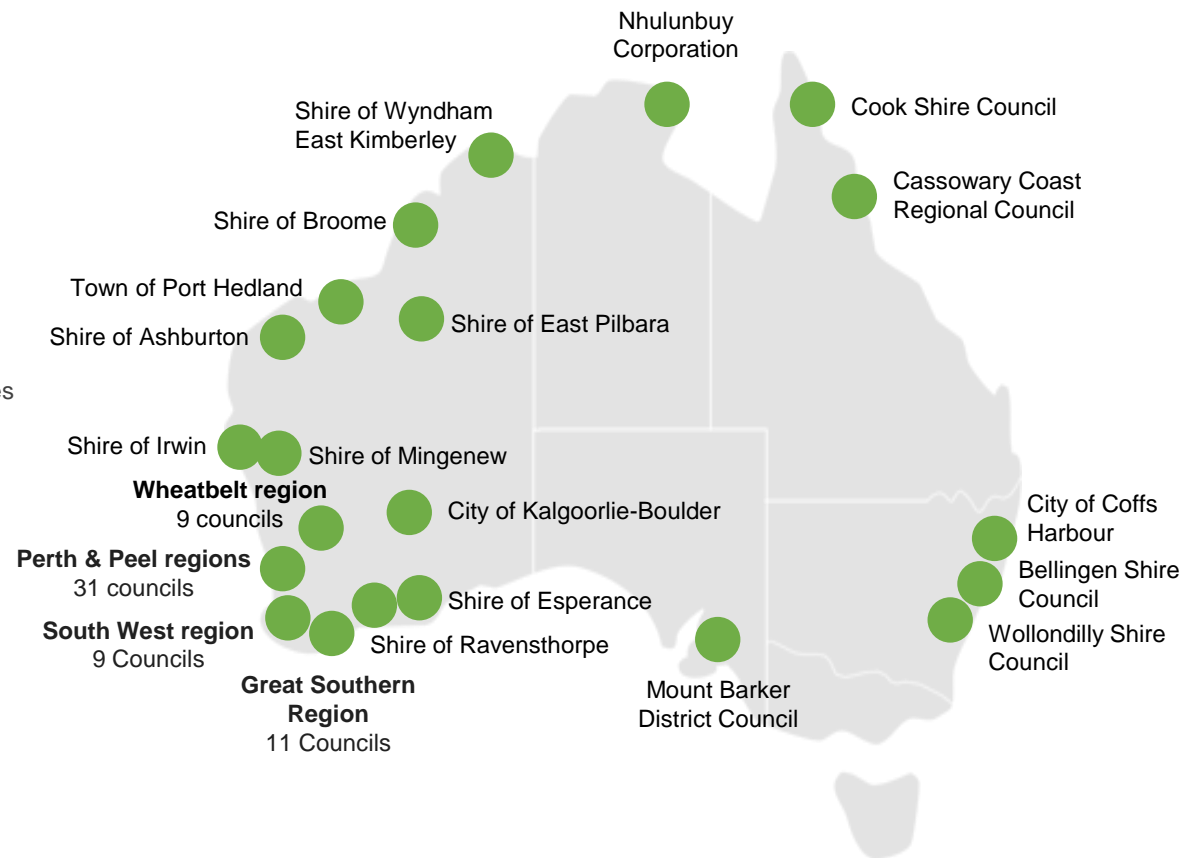 Nhulunbuy
Corporation
Shire of Wyndham
East Kimberley
Cook Shire Council
Cassowary Coast
Regional Council
Shire of Broome
Town of Port Hedland
Shire of East Pilbara
Shire of Ashburton
es
Shire of Irwin
Shire of Mingenew
Wheatbelt region
9 councils
City of Kalgoorlie-Boulder
City of Coffs
Harbour
Perth & Peel regions
31 councils
Bellingen Shire
Council
Shire of Esperance
South West region
9 Councils
Shire of Ravensthorpe
Wollondilly Shire
Council
Great Southern
Region
11 Councils
Mount Barker
District Council